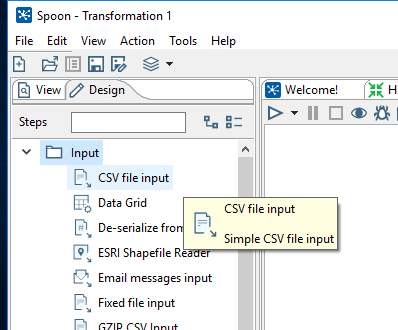 Spoon - Transformation 1
File Edit View Action Tools Help
View Design Welcome! H
Steps
Input
CSV file input
Data Grid
De-serialize from
ESRI Shapefile Reader
Email messages input
Fixed file input
GZIP CSV Input
CSV file input
Simple CSV file input